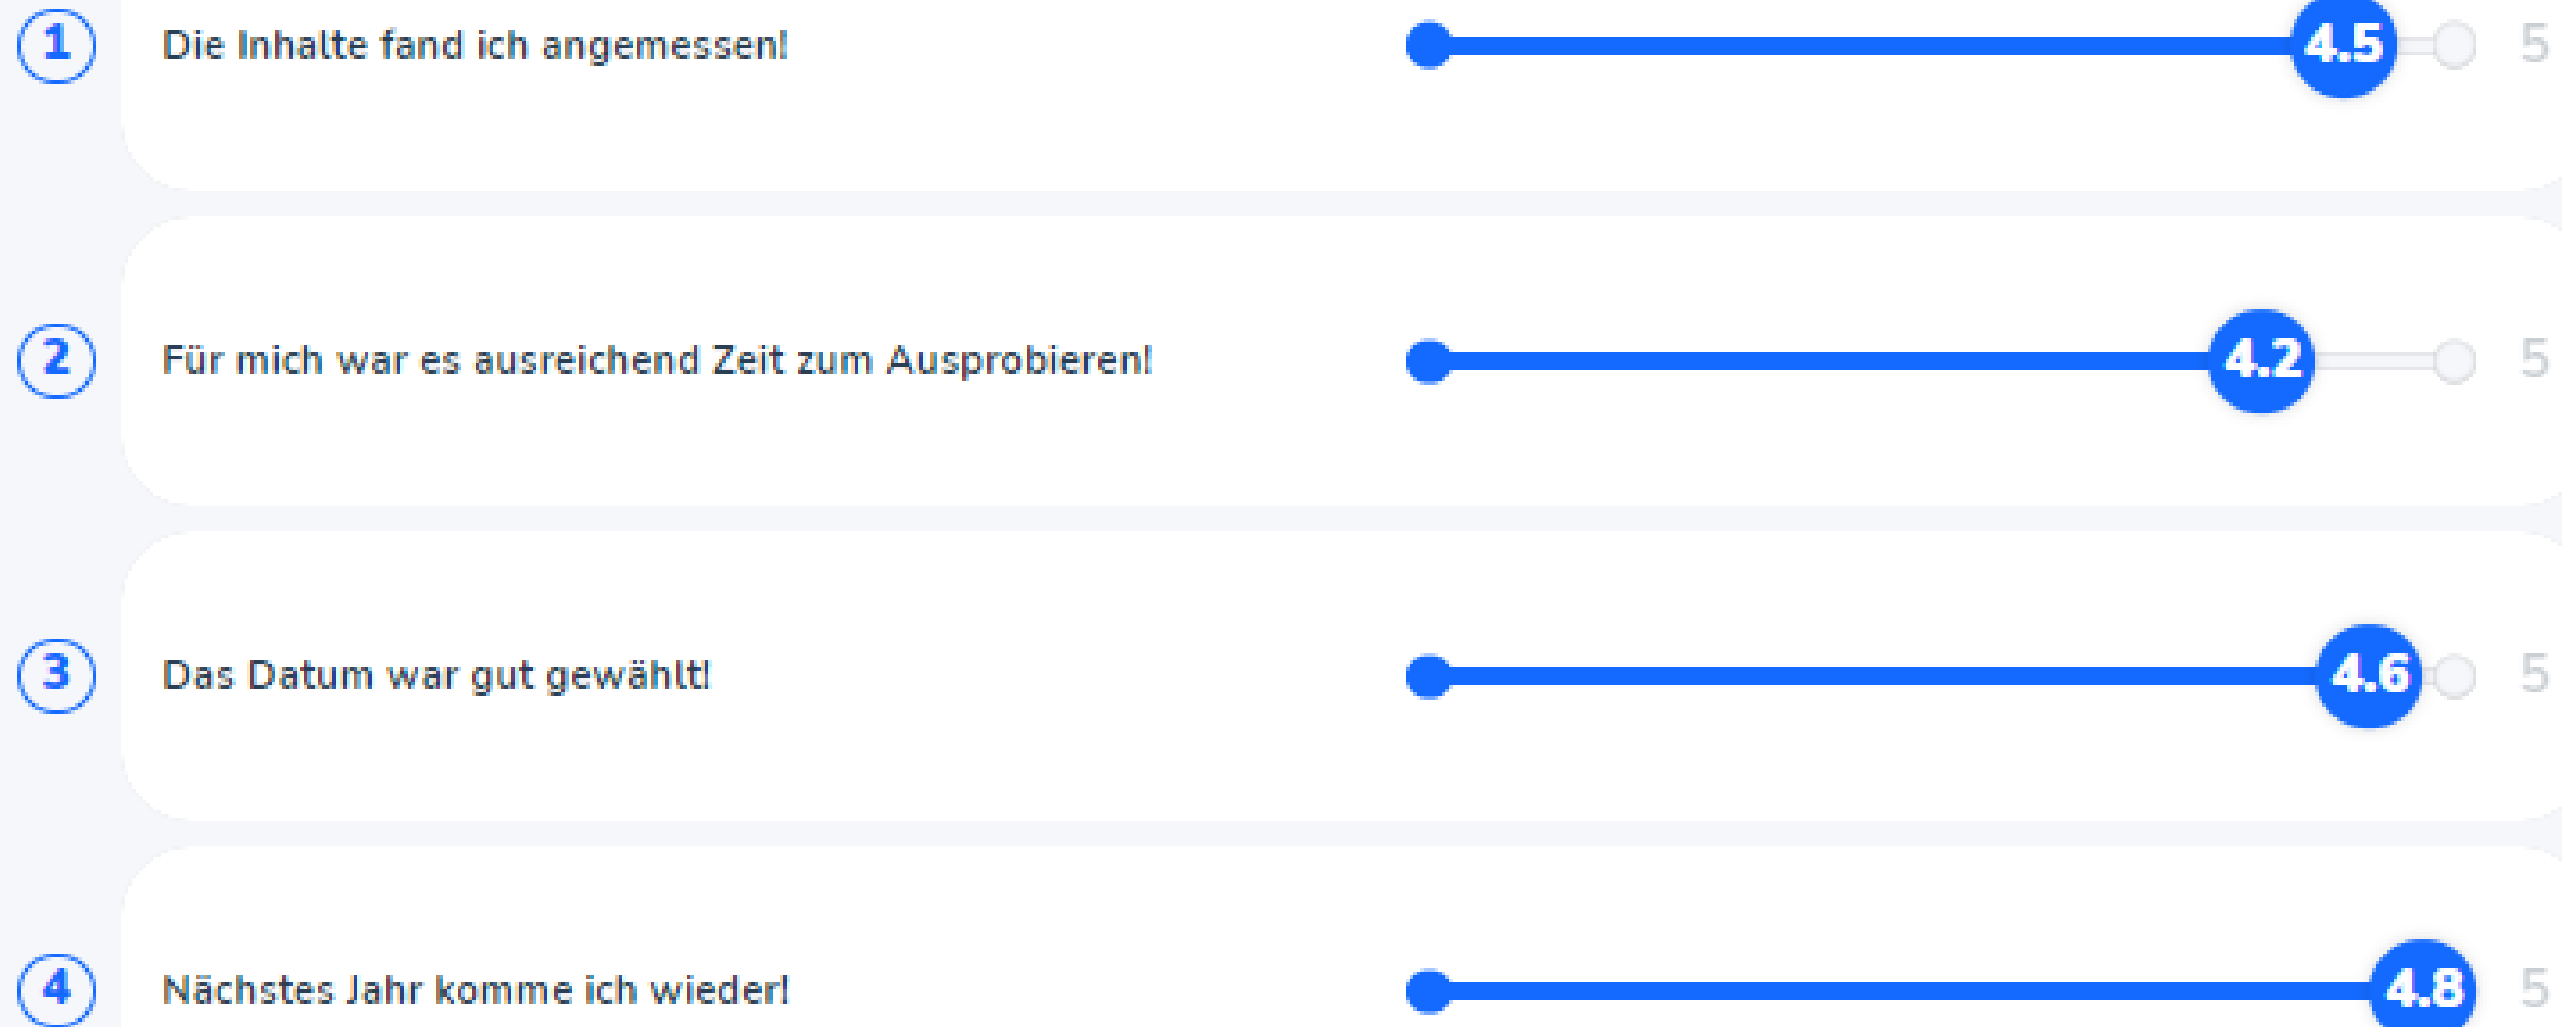 1 Die Inhalte fand ich angemessen! 4.5 5
2 Für mich war es ausreichend Zeit zum Ausprobieren! 4.2 5
3 Das Datum war gut gewählt! 4.6 5
4 Nächstes Jahr komme ich wieder! 4.8 5